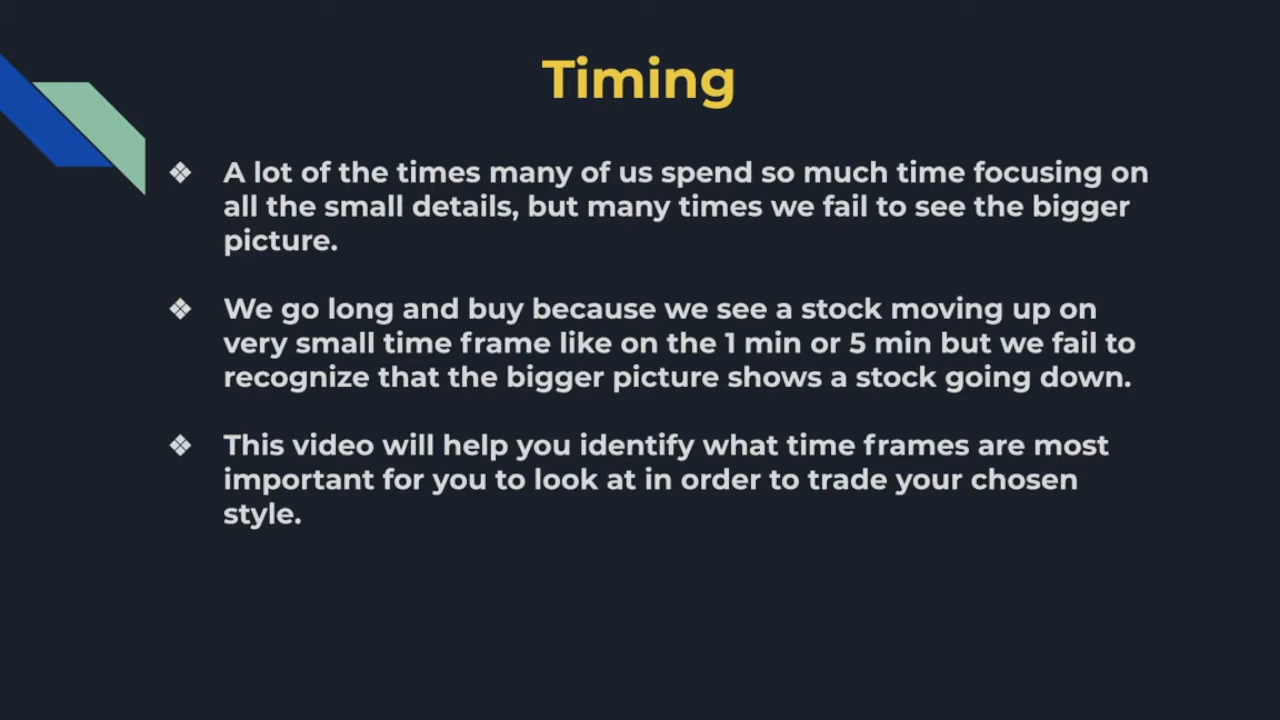 Timing
❖ A lot of the times many of us spend so much time focusing on
all the small details, but many times we fail to see the bigger
picture.
❖ We go long and buy because we see a stock moving up on
very small time frame like on the 1 min or 5 min but we fail to
recognize that the bigger picture shows a stock going down.
❖ This video will help you identify what time frames are most
important for you to look at in order to trade your chosen
style.